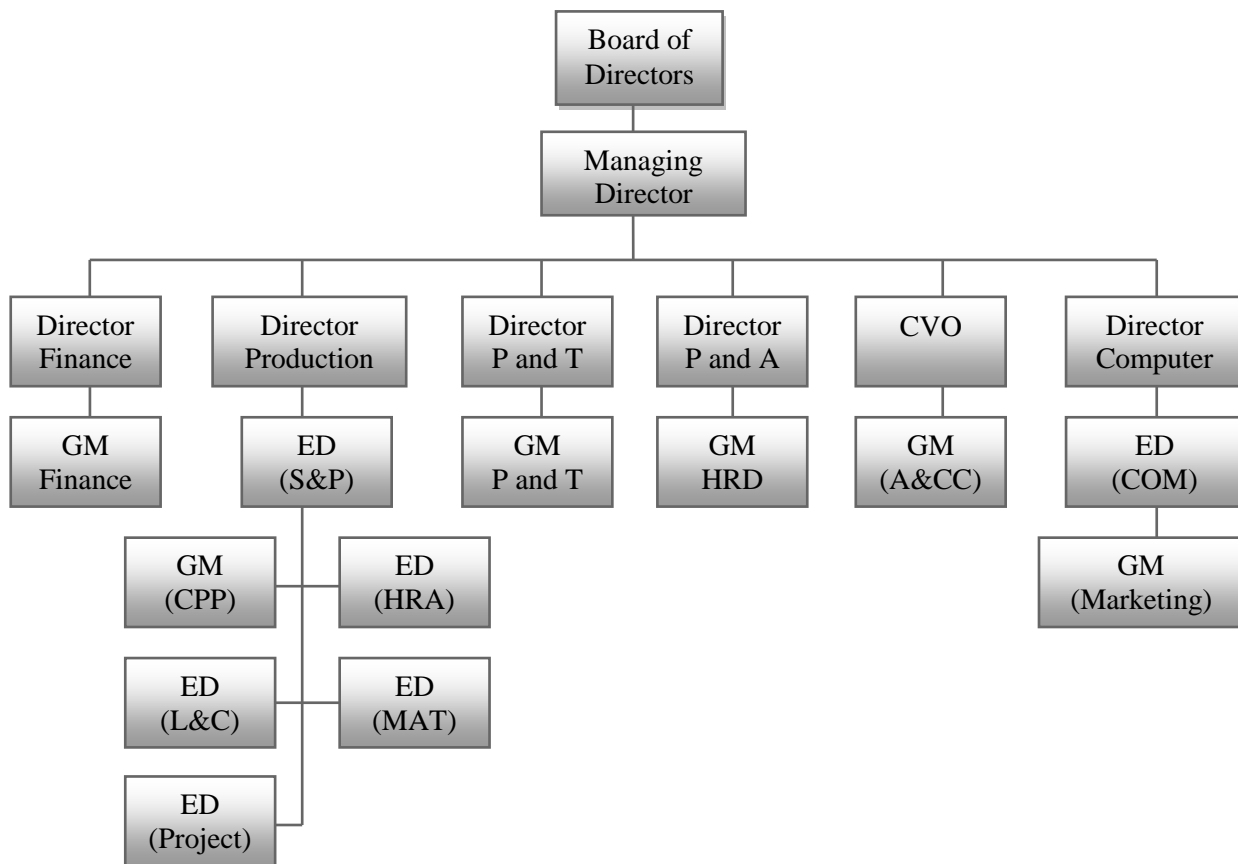 Board of
Directors
Managing
Director
Director
Finance
Director
Production
Director
P and T
Director
P and A
CVO
Director
Computer
GM
Finance
ED
(S&P)
GM
P and T
GM
HRD
GM
(A&CC)
ED
(COM)
GM
(CPP)
ED
(HRA)
GM
(Marketing)
ED
(L&C)
ED
(MAT)
ED
(Project)